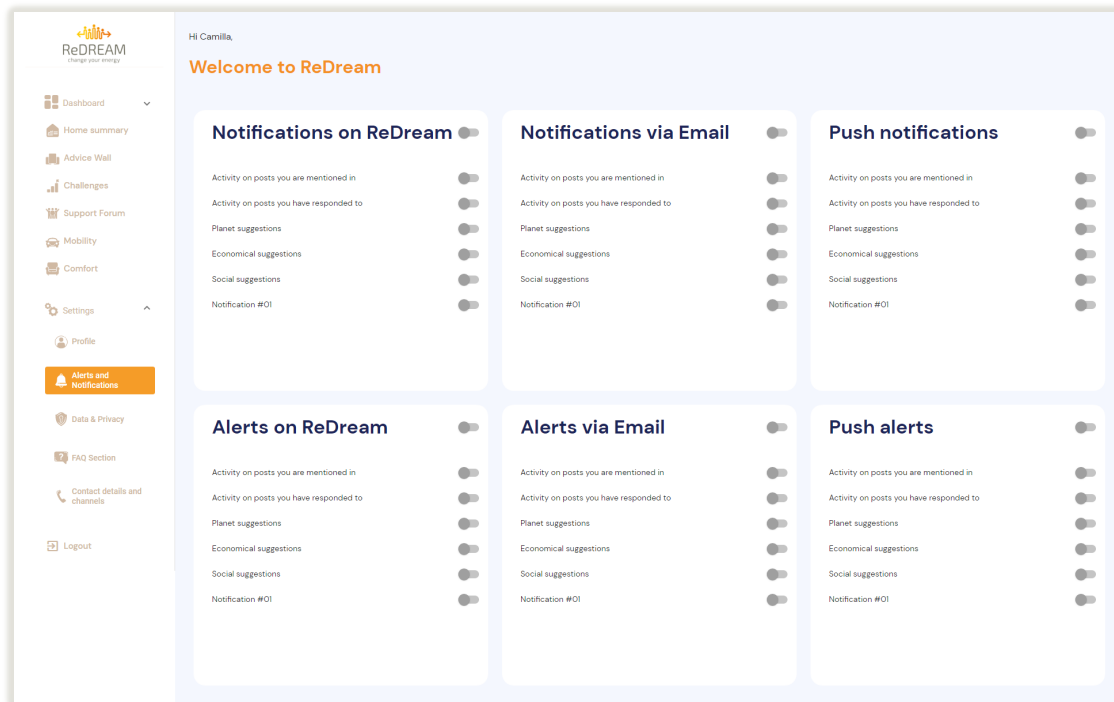 ReDREAM
change your energy
Dashboard
Home summary
Advice Wall
Challenges
Support Forum
Mobility
Comfort
Settings
Profile
Alerts and
Notifications
Data & Privacy
FAQ Section
Contact details and
channels
Logout
Hi Camilla,
Welcome to ReDream
Notifications on ReDream
Activity on posts you are mentioned in
Activity on posts you have responded to
Planet suggestions
Economical suggestions
Social suggestions
Notification #01
Notifications via Email
Activity on posts you are mentioned in
Activity on posts you have responded to
Planet suggestions
Economical suggestions
Social suggestions
Notification #01
Push notifications
Activity on posts you are mentioned in
Activity on posts you have responded to
Planet suggestions
Economical suggestions
Social suggestions
Notification #01
Alerts on ReDream
Activity on posts you are mentioned in
Activity on posts you have responded to
Planet suggestions
Economical suggestions
Social suggestions
Notification #01
Alerts via Email
Activity on posts you are mentioned in
Activity on posts you have responded to
Planet suggestions
Economical suggestions
Social suggestions
Notification #01
Push alerts
Activity on posts you are mentioned in
Activity on posts you have responded to
Planet suggestions
Economical suggestions
Social suggestions
Notification #01